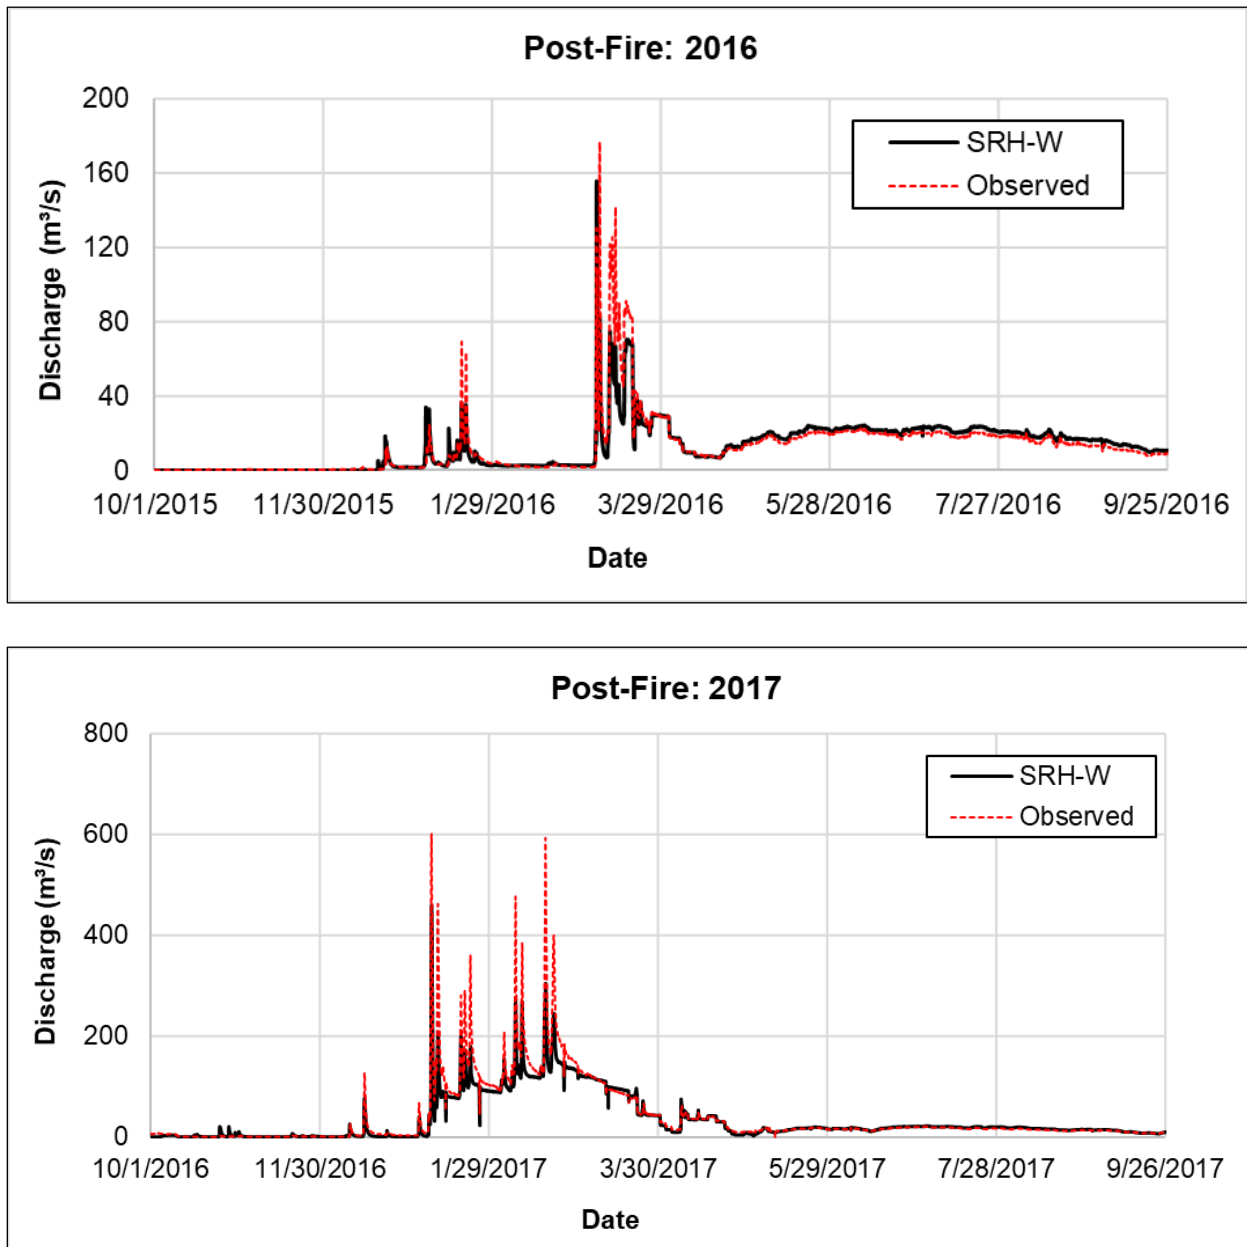 Post-Fire: 2016
Discharge (m³/s)
200
160
120
80
40
0
SRH-W
Observed
10/1/2015 11/30/2015 1/29/2016 3/29/2016 5/28/2016 7/27/2016 9/25/2016
Date
Post-Fire: 2017
Discharge (m³/s)
800
600
400
200
0
SRH-W
Observed
10/1/2016 11/30/2016 1/29/2017 3/30/2017 5/29/2017 7/28/2017 9/26/2017
Date